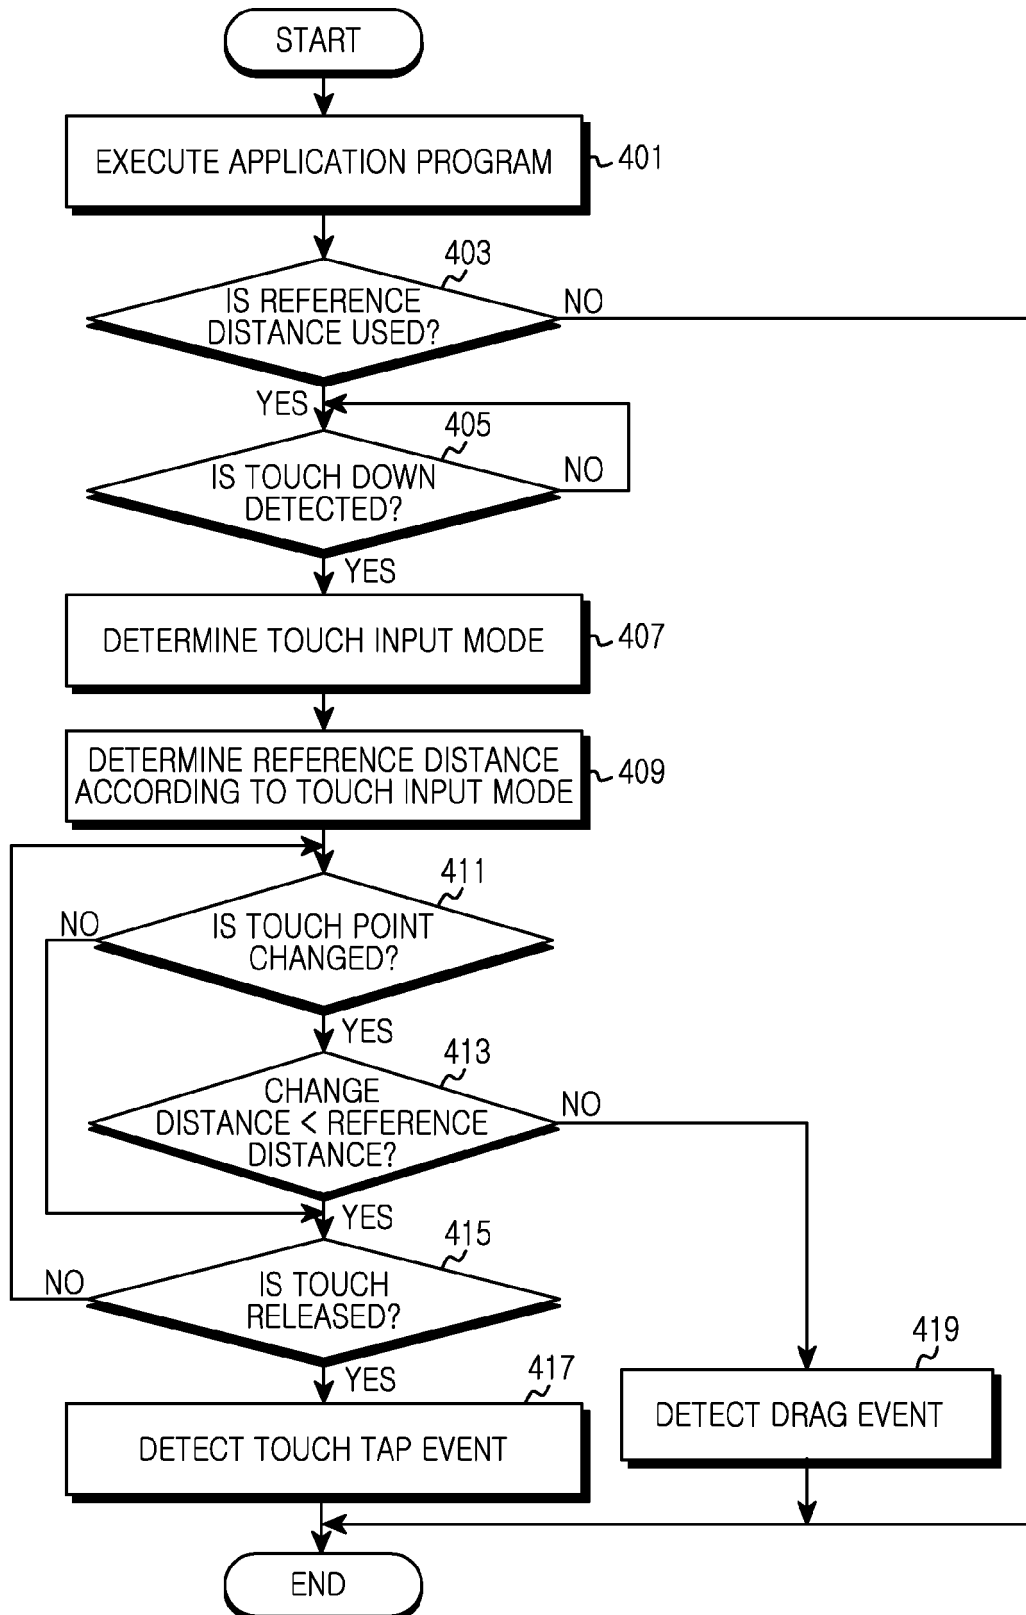 START
EXECUTE APPLICATION PROGRAM
401
403
IS REFERENCE
DISTANCE USED?
NO
YES
405
IS TOUCH DOWN
DETECTED?
NO
YES
DETERMINE TOUCH INPUT MODE
407
DETERMINE REFERENCE DISTANCE
ACCORDING TO TOUCH INPUT MODE
409
411
NO
IS TOUCH POINT
CHANGED?
YES
413
CHANGE
DISTANCE < REFERENCE
DISTANCE?
NO
YES
415
NO
IS TOUCH
RELEASED?
YES
417
DETECT TOUCH TAP EVENT
419
DETECT DRAG EVENT
END